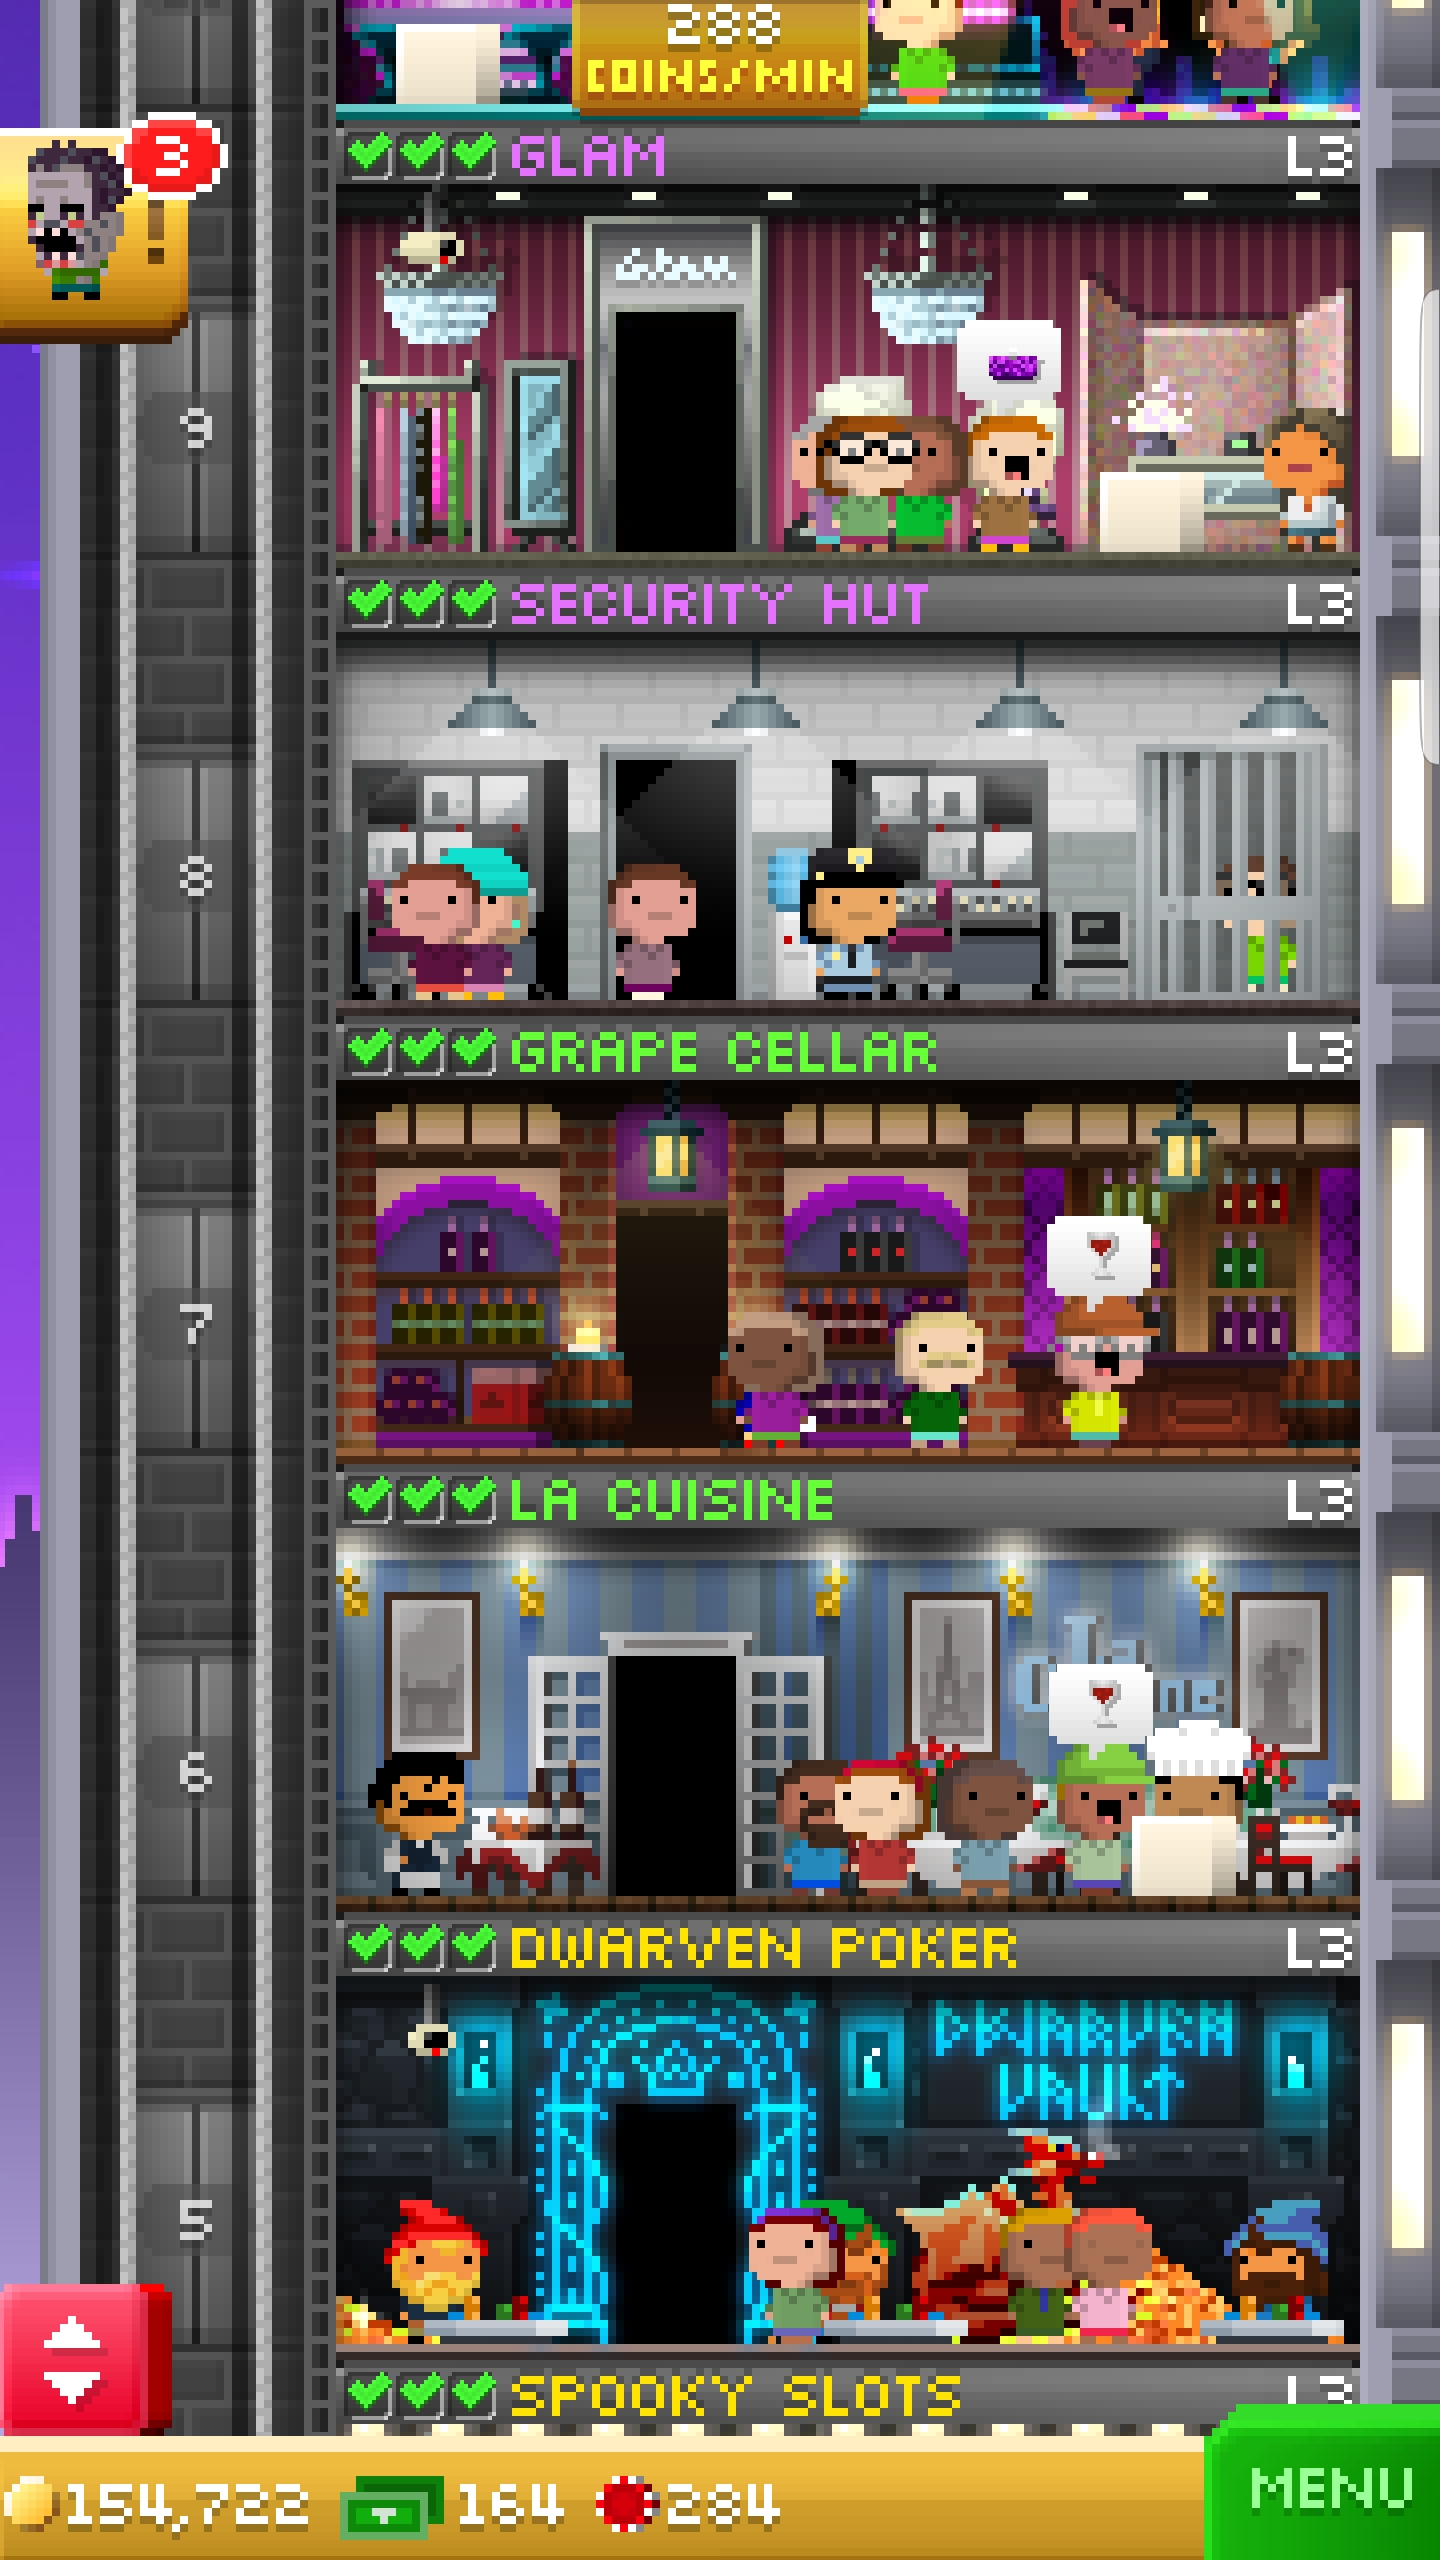 288
COINS/MIN
3
!
GLAM L3
Glam
9
SECURITY HUT L3
8
GRAPE CELLAR L3
7
LA CUISINE L3
6
DWARVEN POKER L3
DWARVEN
VAULT
5
SPOOKY SLOTS L3
154,722 164 284
MENU